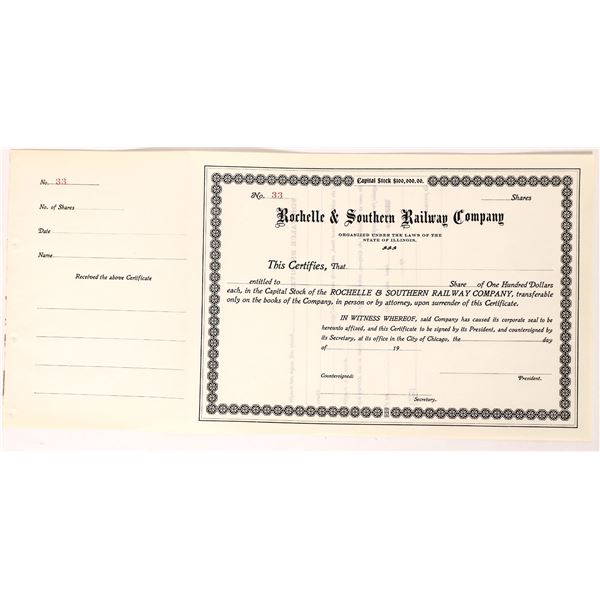 No. 33
No. of Shares
Date
Name
Received the above Certificate
Capital Stock $100,000.00.
No. 33 Shares
Rochelle & Southern Railway Company
ORGANIZED UNDER THE LAWS OF THE
STATE OF ILLINOIS,
This Certifies, That
entitled to Share of One Hundred Dollars
each, in the Capital Stock of the ROCHELLE & SOUTHERN RAILWAY COMPANY, transferable
only on the books of the Company, in person or by attorney, upon surrender of this Certificate.
IN WITNESS WHEREOF, said Company has caused its corporate seal to be
hereunto affixed, and this Certificate to be signed by its President, and countersigned by
its Secretary, at its office in the City of Chicago, the day
of 19
Countersigned: President.
Secretary.